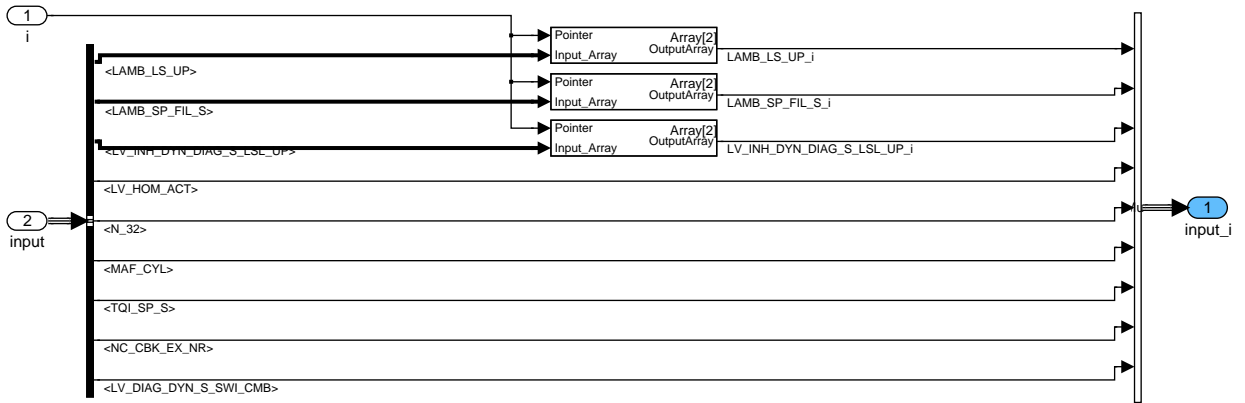 1
i
Pointer
Array[2]
Input_Array
OutputArray
LAMB_LS_UP_i
<LAMB_LS_UP>
Pointer
Array[2]
Input_Array
OutputArray
LAMB_SP_FIL_S_i
<LAMB_SP_FIL_S>
Pointer
Array[2]
Input_Array
OutputArray
LV_INH_DYN_DIAG_S_LSL_UP_i
<LV_INH_DYN_DIAG_S_LSL_UP>
<LV_HOM_ACT>
2
input
<N_32>
1
input_i
<MAF_CYL>
<TQI_SP_S>
<NC_CBK_EX_NR>
<LV_DIAG_DYN_S_SWI_CMB>